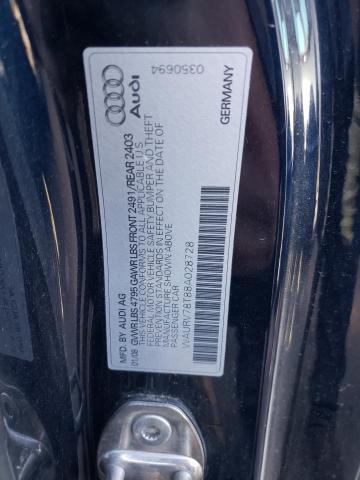 Audi
0350694
GERMANY
MFD. BY AUDI AG
01/08 GVWR LBS 4795 GAWR LBS FRONT 2491/REAR 2403
THIS VEHICLE CONFORMS TO ALL APPLICABLE U.S.
FEDERAL MOTOR VEHICLE SAFETY BUMPER AND THEFT
PREVENTION STANDARDS IN EFFECT ON THE DATE OF
MANUFACTURE SHOWN ABOVE.
PASSENGER CAR
WAURV78T88A028728